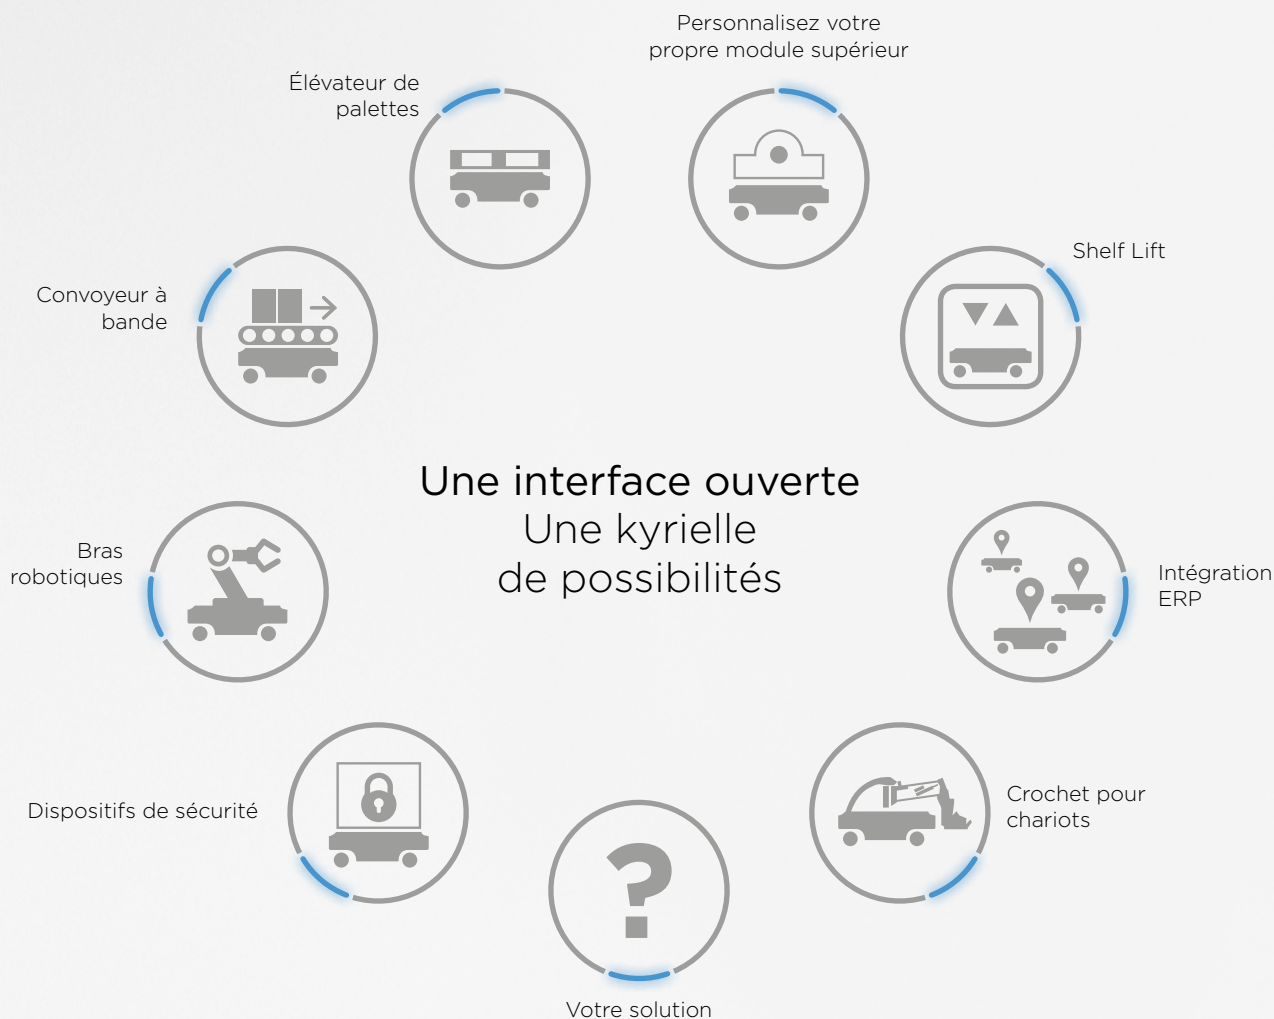 Personnalisez votre
propre module supérieur
Élévateur de
palettes
Shelf Lift
Convoyeur à
bande
Une interface ouverte
Une kyrielle
de possibilités
Bras
robotiques
Intégration
ERP
Dispositifs de sécurité
Crochet pour
chariots
?
Votre solution